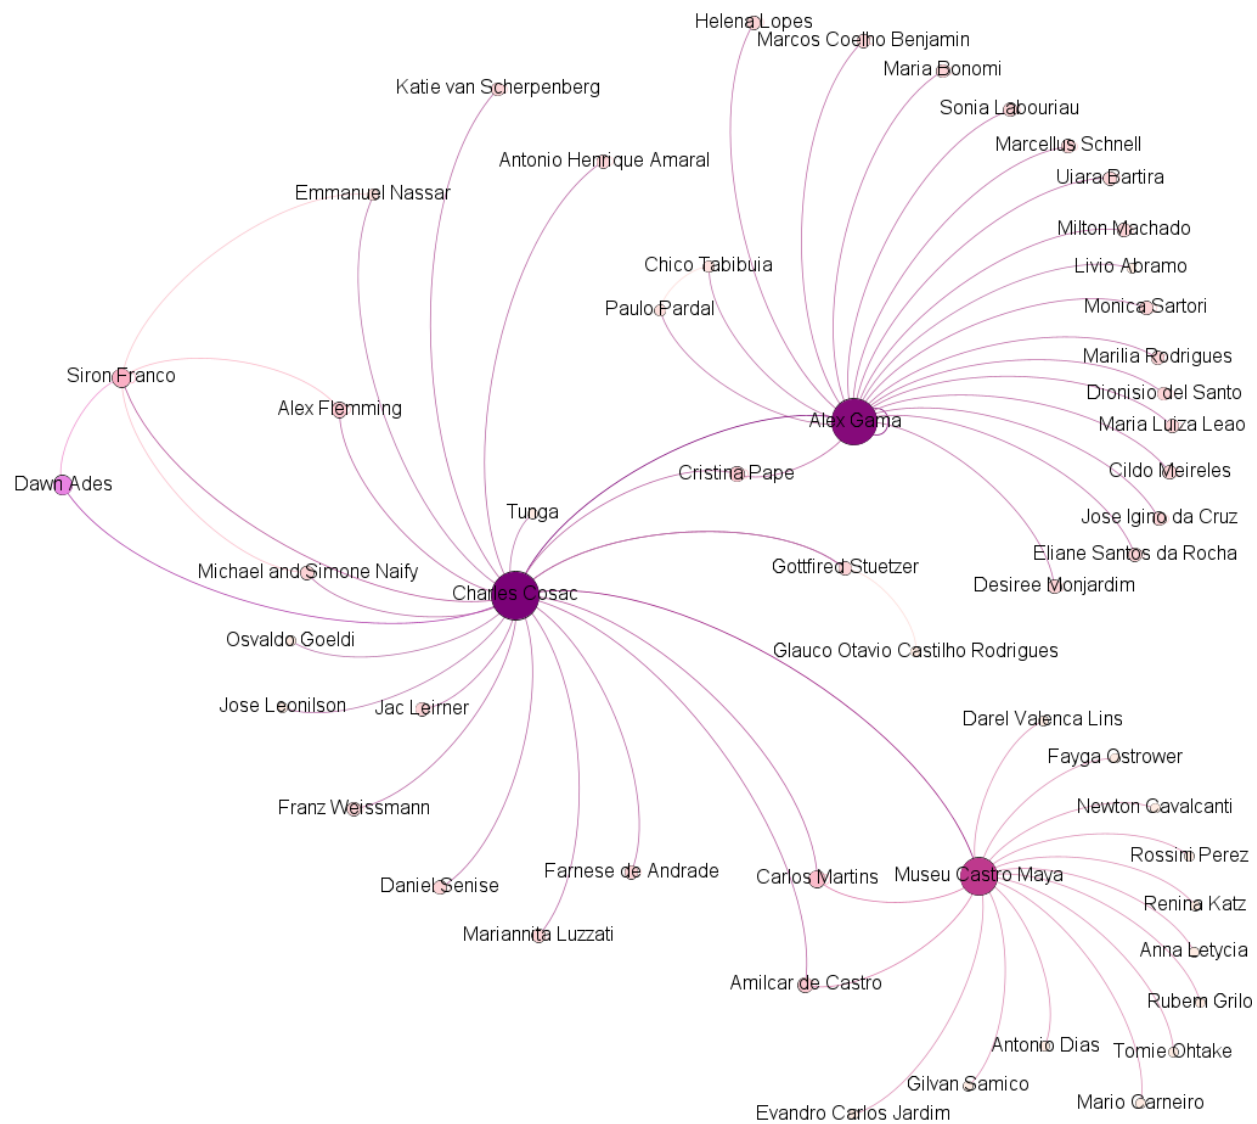 Helena Lopes
Marcos Coelho Benjamin
Maria Bonomi
Katie van Scherpenberg
Sonia Labouriau
Marcellus Schnell
Antonio Henrique Amaral
Uiara Bartira
Emmanuel Nassar
Milton Machado
Chico Tabibuia
Livio Abramo
Paulo Pardal
Monica Sartori
Marilia Rodrigues
Siron Franco
Dionisio del Santo
Alex Flemming
Alex Gama
Maria Luiza Leao
Cristina Pape
Cildo Meireles
Dawn Ades
Tunga
Jose Igino da Cruz
Eliane Santos da Rocha
Gottfired Stuetzer
Michael and Simone Naify
Desiree Monjardim
Charles Cosac
Osvaldo Goeldi
Glauco Otavio Castilho Rodrigues
Jose Leonilson
Jac Leirner
Darel Valenca Lins
Fayga Ostrower
Franz Weissmann
Newton Cavalcanti
Rossini Perez
Farnese de Andrade
Carlos Martins
Museu Castro Maya
Daniel Senise
Renina Katz
Mariannita Luzzati
Anna Letycia
Amilcar de Castro
Rubem Grilo
Antonio Dias
Tomie Ohtake
Gilvan Samico
Mario Carneiro
Evandro Carlos Jardim